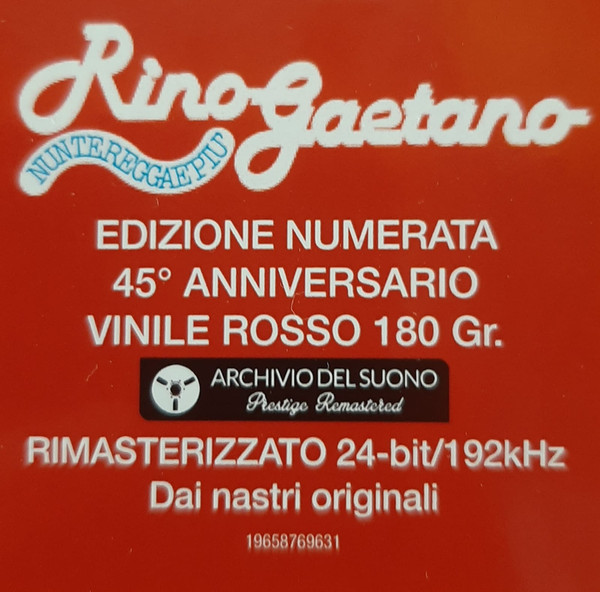 Rino Gaetano
NUNTEREGGAEPIU'
EDIZIONE NUMERATA
45° ANNIVERSARIO
VINILE ROSSO 180 Gr.
ARCHIVIO DEL SUONO
Prestige Remastered
RIMASTERIZZATO 24-bit/192kHz
Dai nastri originali
19658769631